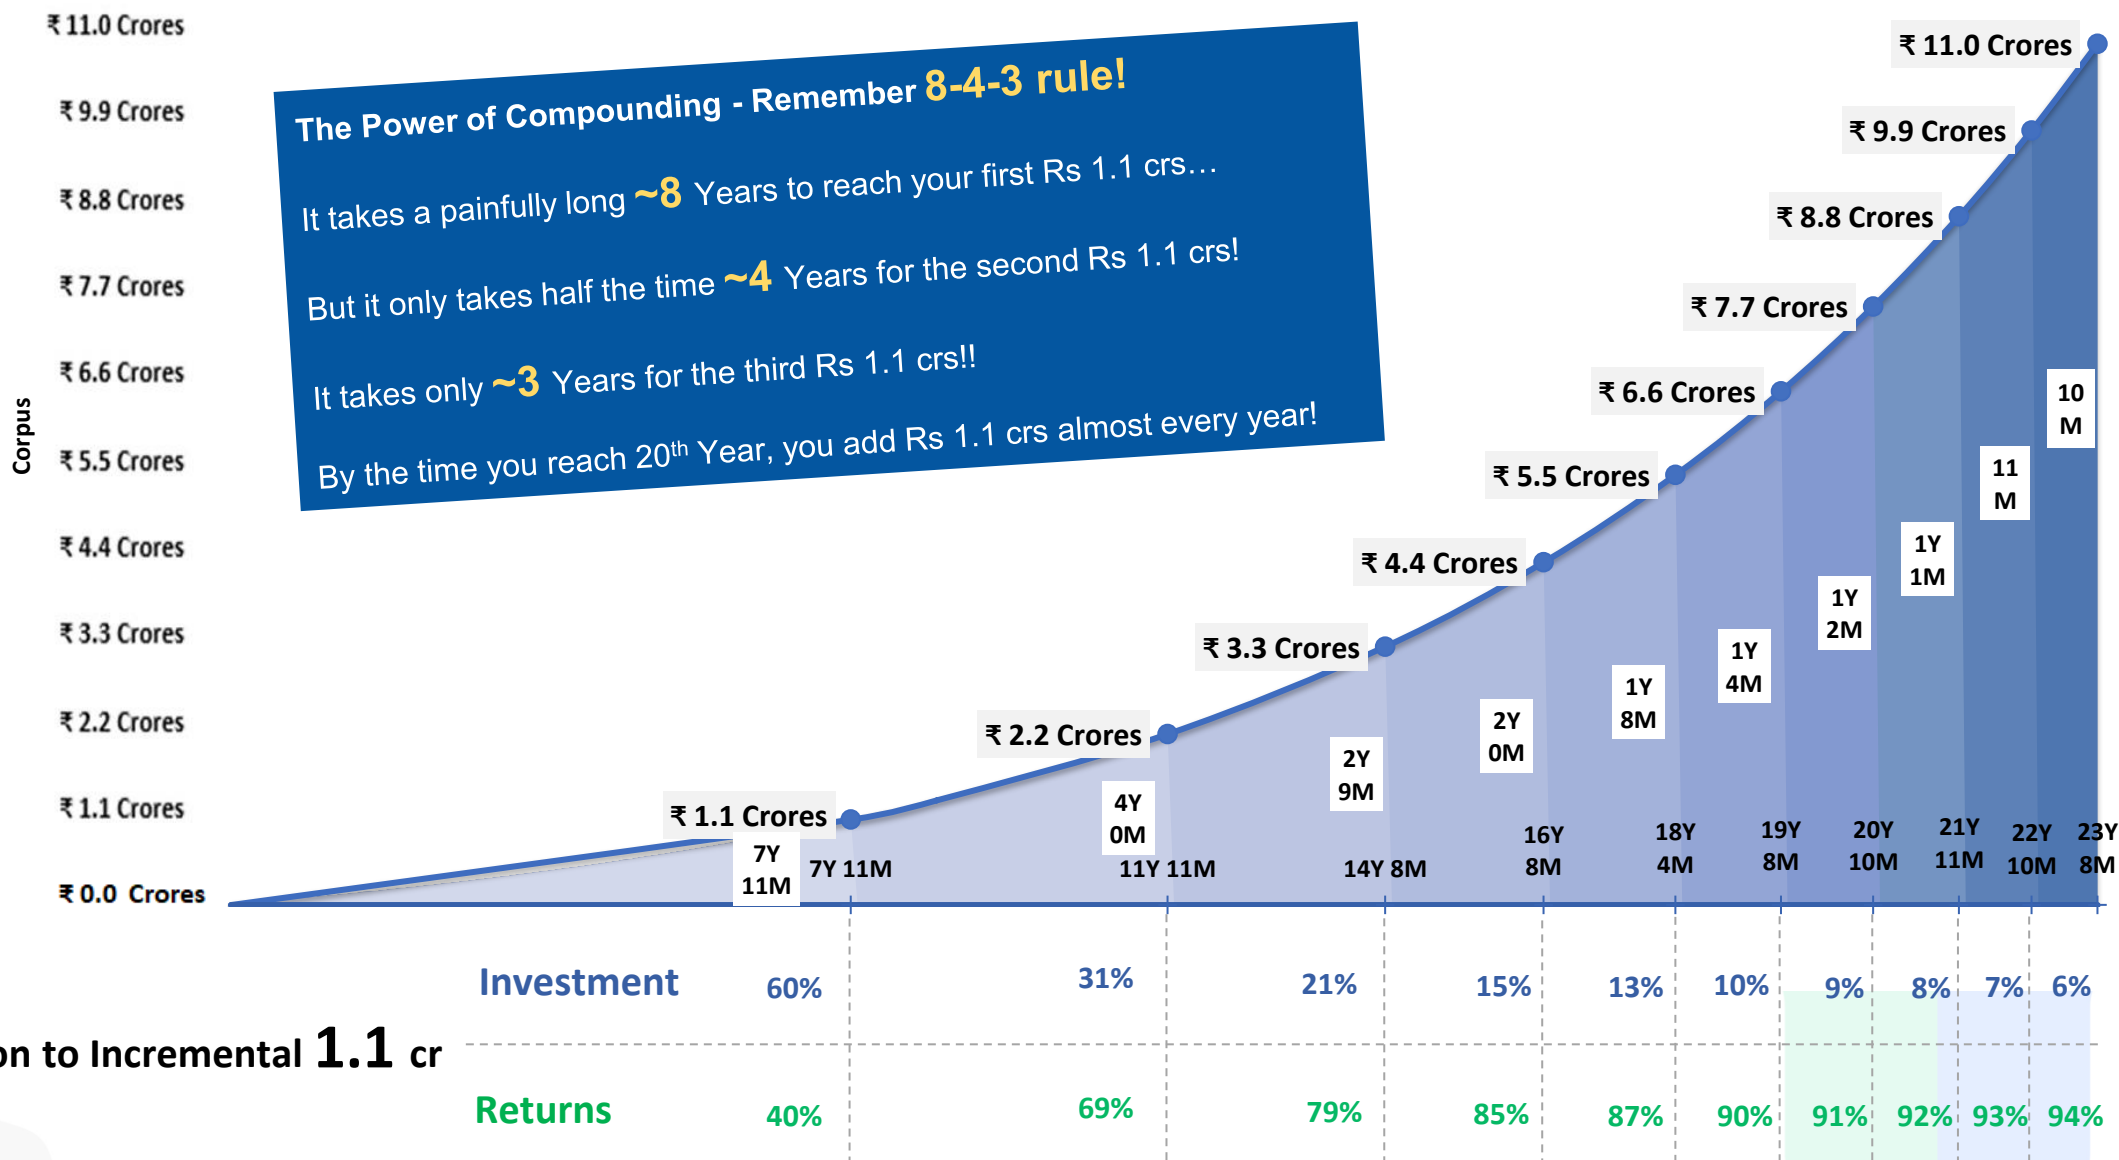 ₹ 11.0 Crores
₹ 9.9 Crores
₹ 8.8 Crores
₹ 7.7 Crores
₹ 6.6 Crores
₹ 5.5 Crores
₹ 4.4 Crores
₹ 3.3 Crores
₹ 2.2 Crores
₹ 1.1 Crores
₹ 0.0 Crores
Corpus
The Power of Compounding - Remember 8-4-3 rule!
It takes a painfully long ~8 Years to reach your first Rs 1.1 crs…
But it only takes half the time ~4 Years for the second Rs 1.1 crs!
It takes only ~3 Years for the third Rs 1.1 crs!!
By the time you reach 20th Year, you add Rs 1.1 crs almost every year!
₹ 1.1 Crores
₹ 2.2 Crores
₹ 3.3 Crores
₹ 4.4 Crores
₹ 5.5 Crores
₹ 6.6 Crores
₹ 7.7 Crores
₹ 8.8 Crores
₹ 9.9 Crores
₹ 11.0 Crores
7Y
11M
4Y
0M
2Y
9M
2Y
0M
1Y
8M
1Y
4M
1Y
2M
1Y
1M
11
M
10
M
7Y 11M
11Y 11M
14Y 8M
16Y
8M
18Y
4M
19Y
8M
20Y
10M
21Y
11M
22Y
10M
23Y
8M
Investment 60% 31% 21% 15% 13% 10% 9% 8% 7% 6%
on to Incremental 1.1 cr
Returns 40% 69% 79% 85% 87% 90% 91% 92% 93% 94%